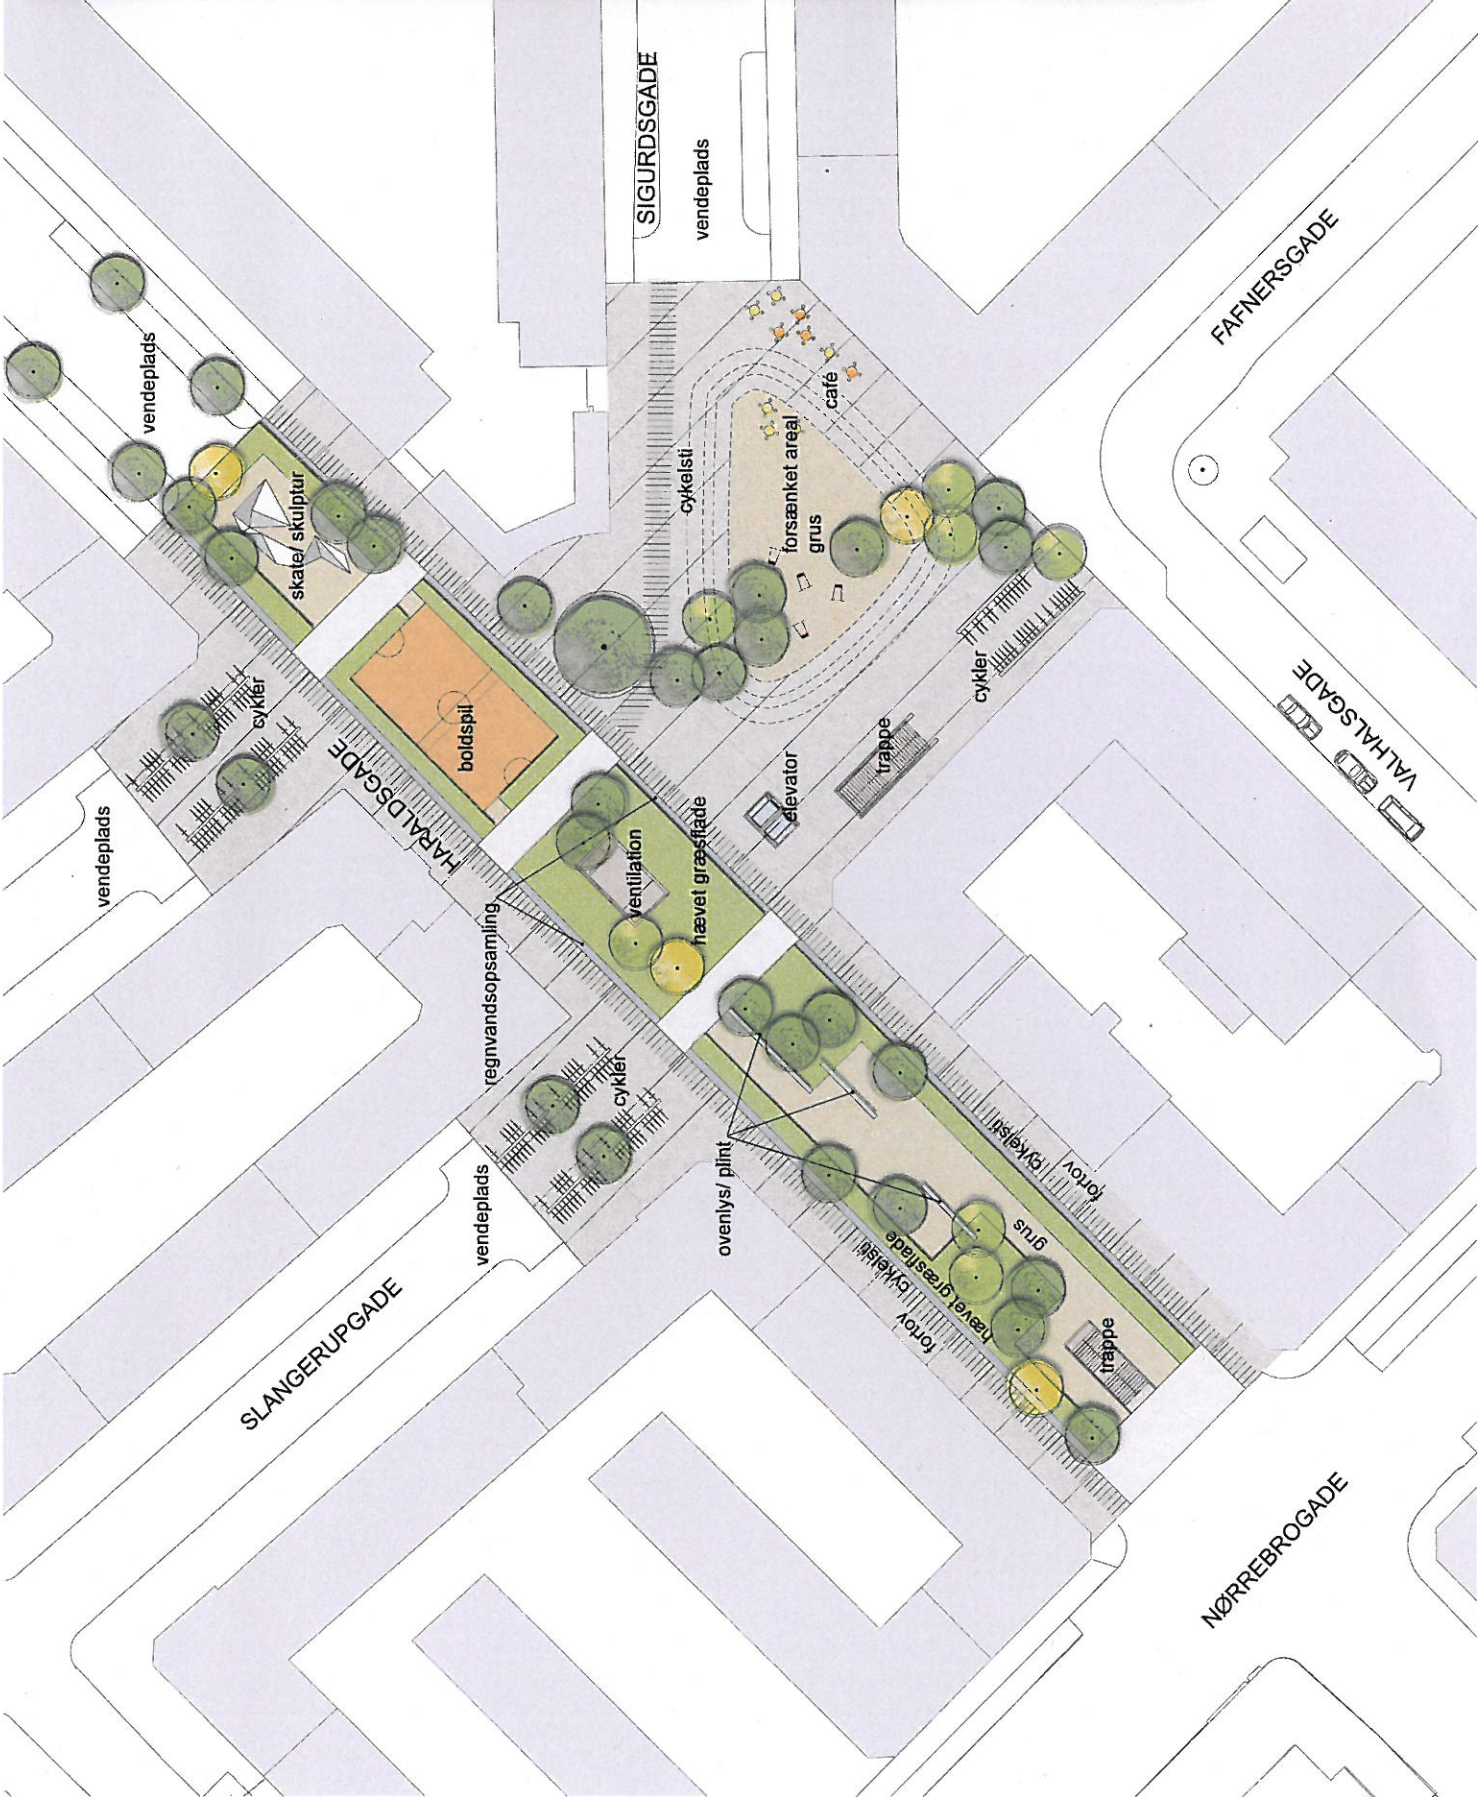 SIGURDSGADE
vendeplads
FAFNERSGADE
vendeplads
café
forsænket areal
grus
cykelsti
skate/ skulptur
cykler
cykler
VALHALSGADE
boldspil
trappe
elevator
HARALDSGADE
vendeplads
ventilation
hævet græsflade
regnvandsopsamling
cykler
vendeplads
ovenlys/ plint
cykelsti
fortov
grus
cykelsti
hævet græsflade
fortov
trappe
SLANGERUPGADE
NØRREBROGADE